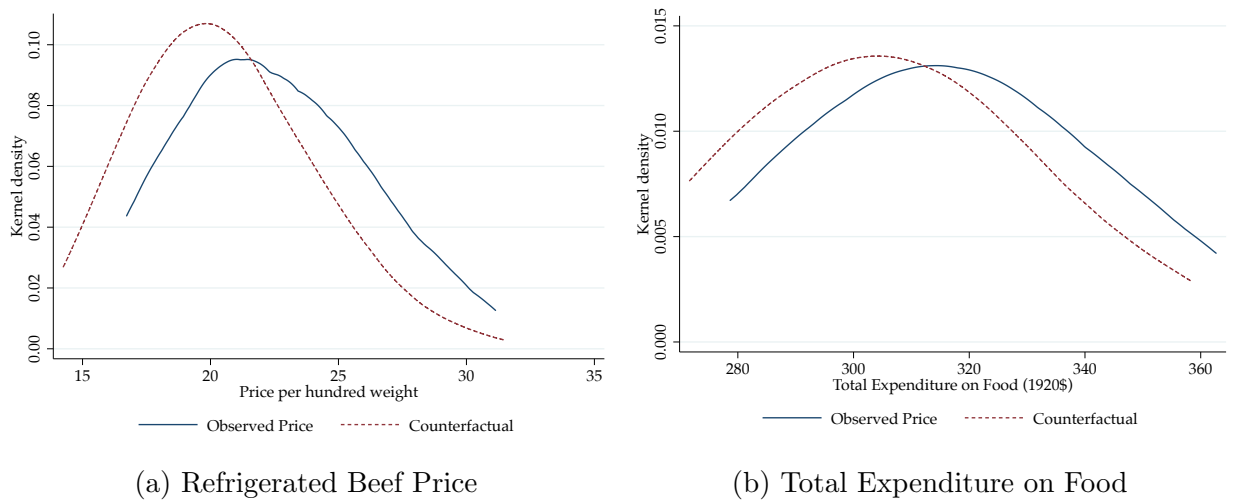 0.10
0.08
0.06
0.04
0.02
0.00
Kernel density
15 20 25 30 35
Price per hundred weight
Observed Price Counterfactual
(a) Refrigerated Beef Price
0.015
0.010
0.005
0.000
Kernel density
280 300 320 340 360
Total Expenditure on Food (1920$)
Observed Price Counterfactual
(b) Total Expenditure on Food